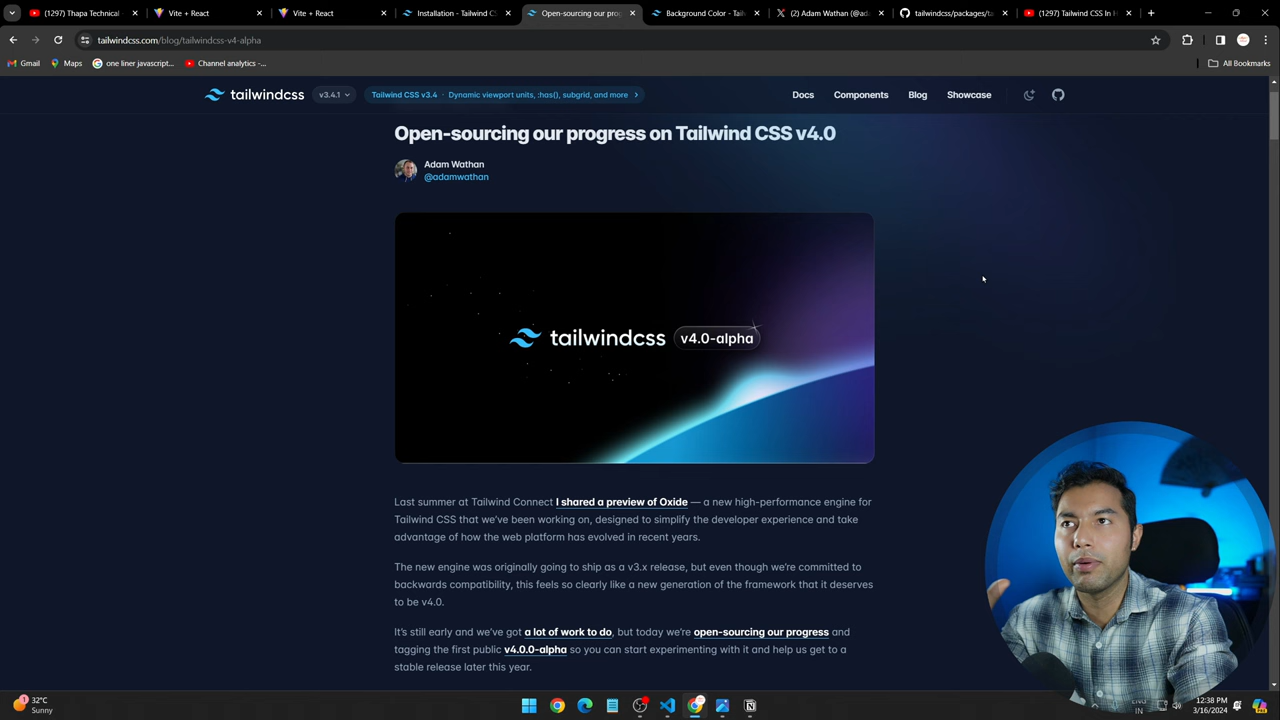 (1297) Thapa Technical
Vite + React
Vite + React
Installation - Tailwind C
Open-sourcing our prog
Background Color - Tail
(2) Adam Wathan (@ad
tailwindcss/packages/ta
(1297) Tailwind CSS In H
tailwindcss.com/blog/tailwindcss-v4-alpha
Gmail
Maps
one liner javascript...
Channel analytics -...
All Bookmarks
tailwindcss
v3.4.1
Tailwind CSS v3.4 · Dynamic viewport units, :has(), subgrid, and more
Docs
Components
Blog
Showcase
Open-sourcing our progress on Tailwind CSS v4.0
Adam Wathan
@adamwathan
tailwindcss v4.0-alpha
Last summer at Tailwind Connect I shared a preview of Oxide — a new high-performance engine for
Tailwind CSS that we've been working on, designed to simplify the developer experience and take
advantage of how the web platform has evolved in recent years.
The new engine was originally going to ship as a v3.x release, but even though we're committed to
backwards compatibility, this feels so clearly like a new generation of the framework that it deserves
to be v4.0.
It's still early and we've got a lot of work to do, but today we're open-sourcing our progress and
tagging the first public v4.0.0-alpha so you can start experimenting with it and help us get to a
stable release later this year.
1
32°C
Sunny
ENG
IN
12:38 PM
3/16/2024